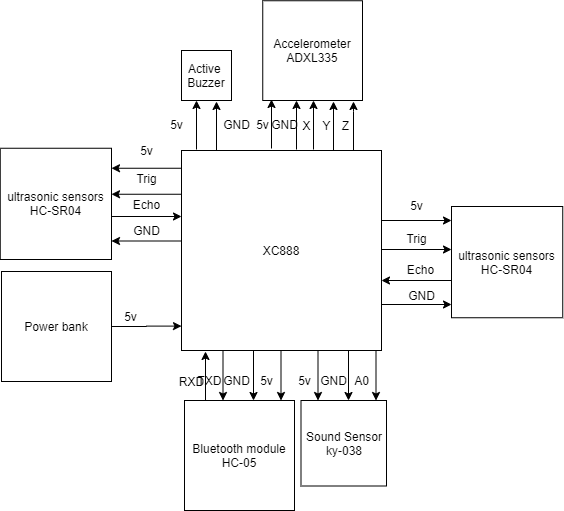 Accelerometer
ADXL335
Active
Buzzer
5v
GND
5v
GND
X
Y
Z
5v
Trig
Echo
GND
ultrasonic sensors
HC-SR04
XC888
5v
Trig
Echo
GND
ultrasonic sensors
HC-SR04
Power bank
5v
RXD
TXD
GND
5v
5v
GND
A0
Bluetooth module
HC-05
Sound Sensor
ky-038